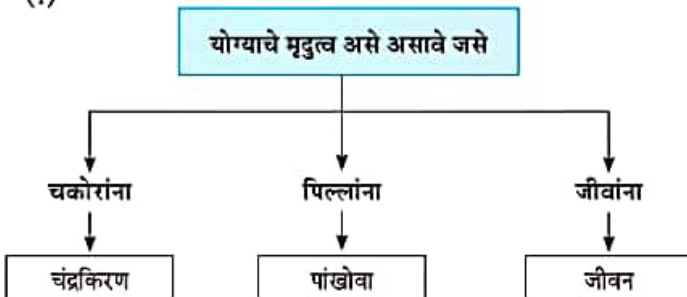 योग्याचे मृदुत्व असे असावे जसे
चकोरांना पिल्लांना जीवांना
चंद्रकिरण पांखोवा जीवन